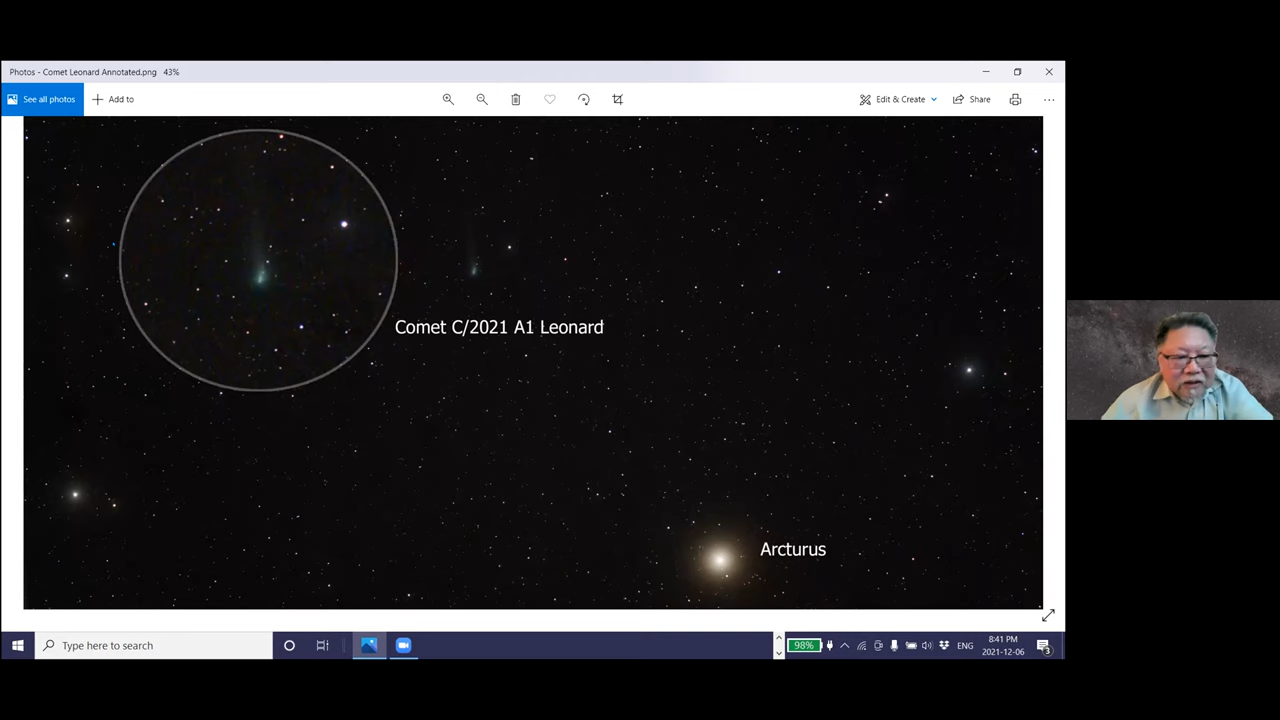 Photos - Comet Leonard Annotated.png 43%
See all photos
Add to
Edit & Create
Share
Comet C/2021 A1 Leonard
Arcturus
Type here to search
98%
ENG
8:41 PM
2021-12-06
3